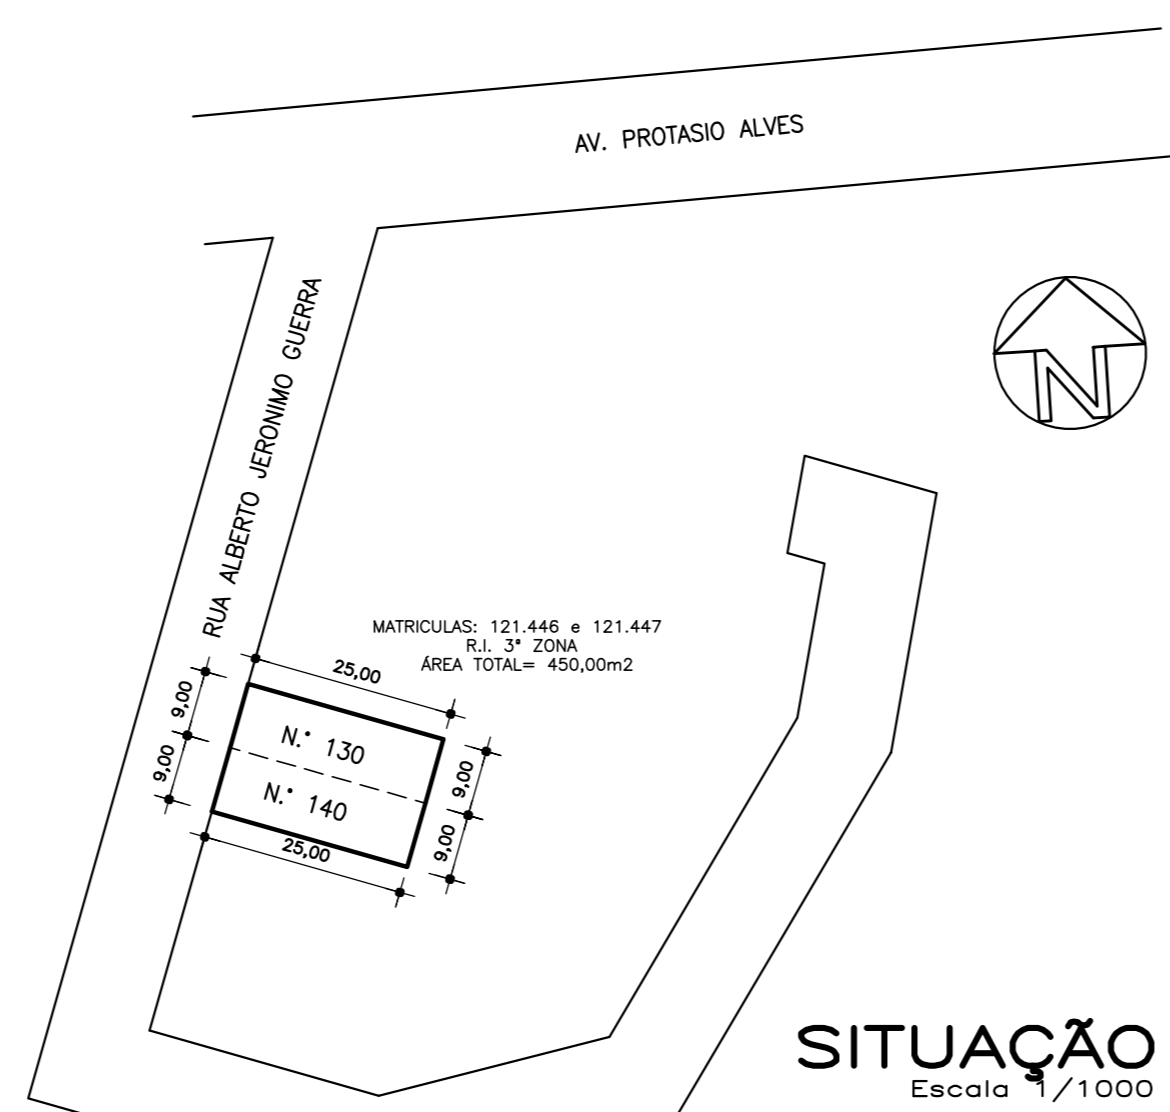 AV. PROTASIO ALVES
RUA ALBERTO JERONIMO GUERRA
N
MATRICULAS: 121.446 e 121.447
R.I. 3ª ZONA
ÁREA TOTAL= 450,00m2
25,00
9,00
9,00
N.° 130
N.° 140
9,00
9,00
25,00
SITUAÇÃO
Escala 1/1000